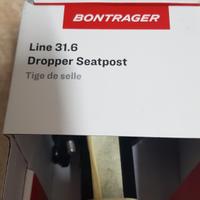 BONTRAGER
Line 31.6
Dropper Seatpost
Tige de selle